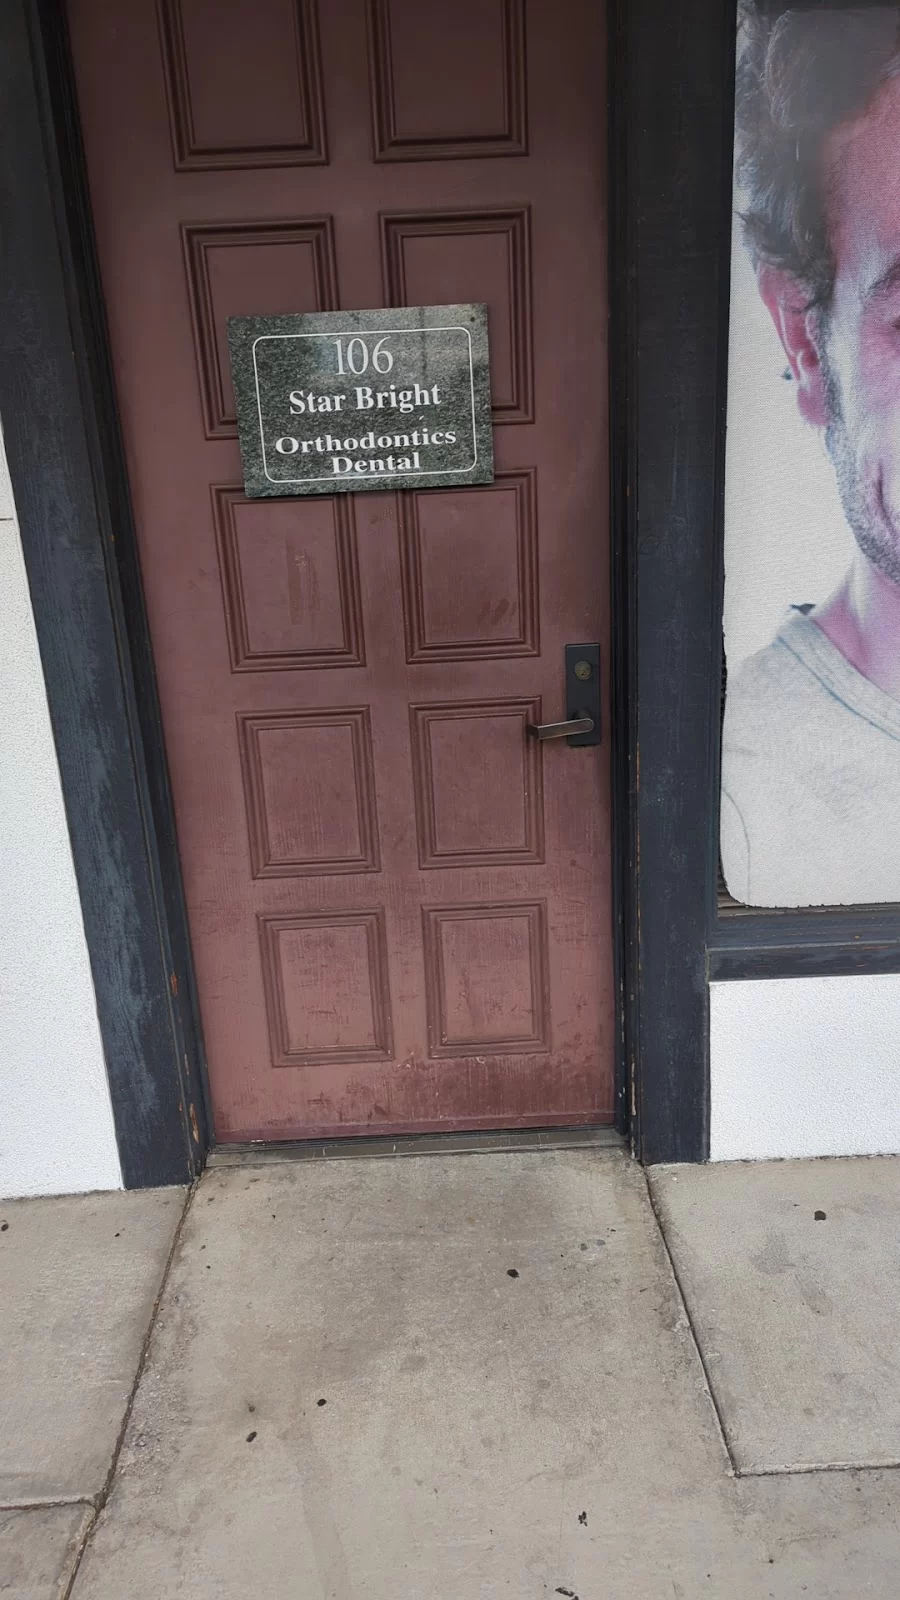 106
Star Bright
Orthodontics
Dental